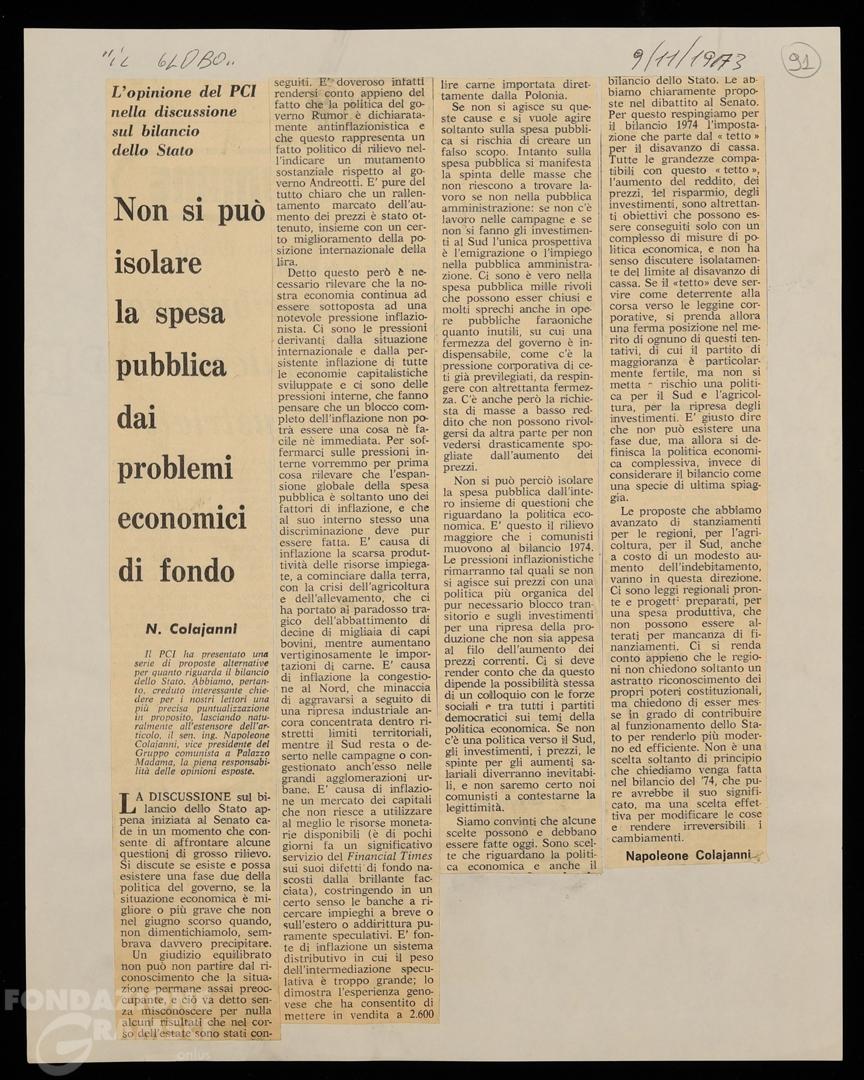 "il GLOBO"
9/11/1973
91
L'opinione del PCI
nella discussione
sul bilancio
dello Stato
Non si può
isolare
la spesa
pubblica
dai
problemi
economici
di fondo
N. Colajanni
Il PCI ha presentato una
serie di proposte alternative
per quanto riguarda il bilancio
dello Stato. Abbiamo, pertan-
to, creduto interessante chie-
dere per i nostri lettori una
più precisa puntualizzazione
in proposito, lasciando natu-
ralmente all'estensore dell'ar-
ticolo, il sen. ing. Napoleone
Colajanni, vice presidente del
Gruppo comunista a Palazzo
Madama, la piena responsabi-
lità delle opinioni esposte.
LA DISCUSSIONE sul bi-
lancio dello Stato ap-
pena iniziata al Senato ca-
de in un momento che con-
sente di affrontare alcune
questioni di grosso rilievo.
Si discute se esiste e possa
esistere una fase due della
politica del governo, se la
situazione economica è mi-
gliore o più grave che non
nel giugno scorso quando,
non dimentichiamolo, sem-
brava davvero precipitare.
Un giudizio equilibrato
non può non partire dal ri-
conoscimento che la situa-
zione permane assai preoc-
cupante, e ciò va detto sen-
za misconoscere per nulla
alcuni risultati che nel cor-
so dell'estate sono stati con-
seguiti. E' doveroso infatti
rendersi conto appieno del
fatto che la politica del go-
verno Rumor è dichiarata-
mente antinflazionistica e
che questo rappresenta un
fatto politico di rilievo nel-
l'indicare un mutamento
sostanziale rispetto al go-
verno Andreotti. E' pure del
tutto chiaro che un rallen-
tamento marcato dell'au-
mento dei prezzi è stato ot-
tenuto, insieme con un cer-
to miglioramento della po-
sizione internazionale della
lira.
Detto questo però è ne-
cessario rilevare che la no-
stra economia continua ad
essere sottoposta ad una
notevole pressione inflazio-
nista. Ci sono le pressioni
derivanti dalla situazione
internazionale e dalla per-
sistente inflazione di tutte
le economie capitalistiche
sviluppate e ci sono delle
pressioni interne, che fanno
pensare che un blocco com-
pleto dell'inflazione non po-
trà essere una cosa nè fa-
cile nè immediata. Per sof-
fermarci sulle pressioni in-
terne vorremmo per prima
cosa rilevare che l'espan-
sione globale della spesa
pubblica è soltanto uno dei
fattori di inflazione, e che
al suo interno stesso una
discriminazione deve pur
essere fatta. E' causa di
inflazione la scarsa produt-
tività delle risorse impiega-
te, a cominciare dalla terra,
con la crisi dell'agricoltura
e dell'allevamento, che ci
ha portato al paradosso tra-
gico dell'abbattimento di
decine di migliaia di capi
bovini, mentre aumentano
vertiginosamente le impor-
tazioni di carne. E' causa
di inflazione la congestio-
ne al Nord, che minaccia
di aggravarsi a seguito di
una ripresa industriale an-
cora concentrata dentro ri-
stretti limiti territoriali,
mentre il Sud resta o de-
serto nelle campagne o con-
gestionato anch'esso nelle
grandi agglomerazioni ur-
bane. E' causa di inflazio-
ne un mercato dei capitali
che non riesce a utilizzare
al meglio le risorse moneta-
rie disponibili (è di pochi
giorni fa un significativo
servizio del Financial Times
sui suoi difetti di fondo na-
scosti dalla brillante fac-
ciata), costringendo in un
certo senso le banche a ri-
cercare impieghi a breve o
sull'estero o addirittura pu-
ramente speculativi. E' fon-
te di inflazione un sistema
distributivo in cui il peso
dell'intermediazione specu-
lativa è troppo grande; lo
dimostra l'esperienza geno-
vese che ha consentito di
mettere in vendita a 2.600
lire carne importata diret-
tamente dalla Polonia.
Se non si agisce su que-
ste cause e si vuole agire
soltanto sulla spesa pubbli-
ca si rischia di creare un
falso scopo. Intanto sulla
spesa pubblica si manifesta
la spinta delle masse che
non riescono a trovare la-
voro se non nella pubblica
amministrazione: se non c'è
lavoro nelle campagne e se
non si fanno gli investimen-
ti al Sud l'unica prospettiva
è l'emigrazione o l'impiego
nella pubblica amministra-
zione. Ci sono è vero nella
spesa pubblica mille rivoli
che possono esser chiusi e
molti sprechi anche in ope-
re pubbliche faraoniche
quanto inutili, su cui una
fermezza del governo è in-
dispensabile, come c'è la
pressione corporativa di ce-
ti già previlegiati, da respin-
gere con altrettanta fermez-
za. C'è anche però la richie-
sta di masse a basso red-
dito che non possono rivol-
gersi da altra parte per non
vedersi drasticamente spo-
gliate dall'aumento dei
prezzi.
Non si può perciò isolare
la spesa pubblica dall'inte-
ro insieme di questioni che
riguardano la politica eco-
nomica. E' questo il rilievo
maggiore che i comunisti
muovono al bilancio 1974.
Le pressioni inflazionistiche
rimarranno tal quali se non
si agisce sui prezzi con una
politica più organica del
pur necessario blocco tran-
sitorio e sugli investimenti
per una ripresa della pro-
duzione che non sia appesa
al filo dell'aumento dei
prezzi correnti. Ci si deve
render conto che da questo
dipende la possibilità stessa
di un colloquio con le forze
sociali e tra tutti i partiti
democratici sui temi della
politica economica. Se non
c'è una politica verso il Sud,
gli investimenti, i prezzi, le
spinte per gli aumenti sa-
lariali diverranno inevitabi-
li, e non saremo certo noi
comunisti a contestarne la
legittimità.
Siamo convinti che alcune
scelte possono e debbano
essere fatte oggi. Sono scel-
te che riguardano la politi-
ca economica e anche il
bilancio dello Stato. Le ab-
biamo chiaramente propo-
ste nel dibattito al Senato.
Per questo respingiamo per
il bilancio 1974 l'imposta-
zione che parte dal «tetto»
per il disavanzo di cassa.
Tutte le grandezze compa-
tibili con questo «tetto»,
l'aumento del reddito, dei
prezzi, del risparmio, degli
investimenti, sono altrettan-
ti obiettivi che possono es-
sere conseguiti solo con un
complesso di misure di po-
litica economica, e non ha
senso discutere isolatamen-
te del limite al disavanzo di
cassa. Se il «tetto» deve ser-
vire come deterrente alla
corsa verso le leggine cor-
porative, si prenda allora
una ferma posizione nel me-
rito di ognuno di questi ten-
tativi, di cui il partito di
maggioranza è particolar-
mente fertile, ma non si
metta a rischio una politi-
ca per il Sud e l'agricol-
tura, per la ripresa degli
investimenti. E' giusto dire
che non può esistere una
fase due, ma allora si de-
finisca la politica economi-
ca complessiva, invece di
considerare il bilancio come
una specie di ultima spiag-
gia.
Le proposte che abbiamo
avanzato di stanziamenti
per le regioni, per l'agri-
coltura, per il Sud, anche
a costo di un modesto au-
mento dell'indebitamento,
vanno in questa direzione.
Ci sono leggi regionali pron-
te e progetti preparati, per
una spesa produttiva, che
non possono essere al-
terati per mancanza di fi-
nanziamenti. Ci si renda
conto appieno che le regio-
ni non chiedono soltanto un
astratto riconoscimento dei
propri poteri costituzionali,
ma chiedono di esser mes-
se in grado di contribuire
al funzionamento dello Sta-
to per renderlo più moder-
no ed efficiente. Non è una
scelta soltanto di principio
che chiediamo venga fatta
nel bilancio del '74, che pu-
re avrebbe il suo signifi-
cato, ma una scelta effet-
tiva per modificare le cose
e rendere irreversibili i
cambiamenti.
Napoleone Colajanni
FONDAZIONE
GRAMSCI
onlus